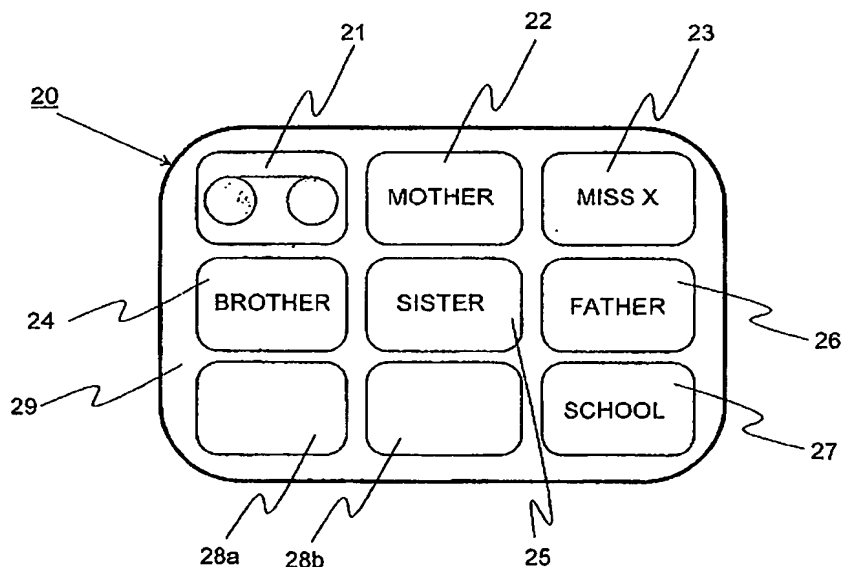 21 22 23
20
MOTHER MISS X
BROTHER SISTER FATHER
24 26
29
SCHOOL
27
28a 28b 25